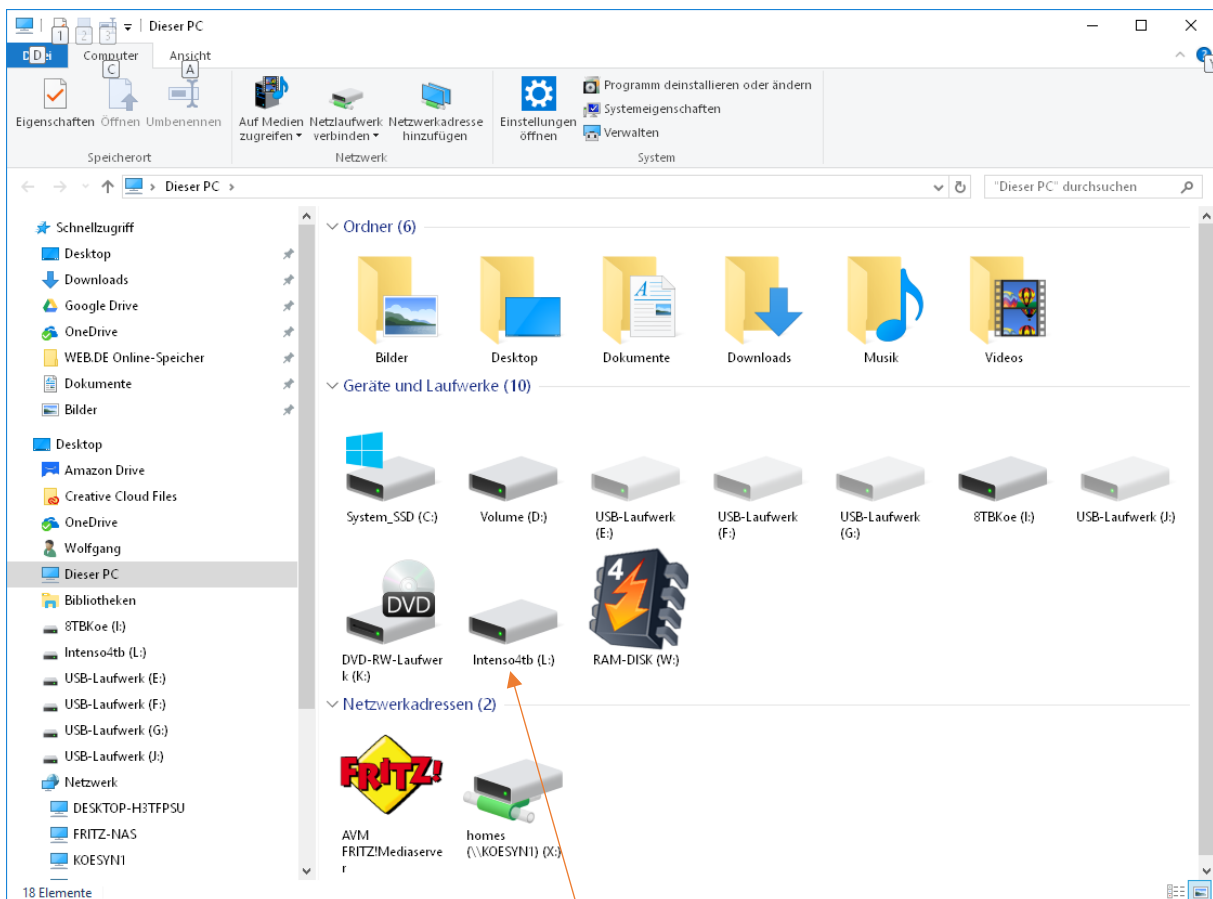 Dieser PC
1
2
3
Datei
D
Computer
C
Ansicht
A
Y
Eigenschaften
Öffnen
Umbenennen
Auf Medien zugreifen
Netzlaufwerk verbinden
Netzwerkadresse hinzufügen
Einstellungen öffnen
Programm deinstallieren oder ändern
Systemeigenschaften
Verwalten
Speicherort
Netzwerk
System
Dieser PC
"Dieser PC" durchsuchen
Schnellzugriff
Desktop
Downloads
Google Drive
OneDrive
WEB.DE Online-Speicher
Dokumente
Bilder
Desktop
Amazon Drive
Creative Cloud Files
OneDrive
Wolfgang
Dieser PC
Bibliotheken
8TBKoe (I:)
Intenso4tb (L:)
USB-Laufwerk (E:)
USB-Laufwerk (F:)
USB-Laufwerk (G:)
USB-Laufwerk (J:)
Netzwerk
DESKTOP-H3TFPSU
FRITZ-NAS
KOESYN1
Ordner (6)
Bilder
Desktop
Dokumente
Downloads
Musik
Videos
Geräte und Laufwerke (10)
System_SSD (C:)
Volume (D:)
USB-Laufwerk
(E:)
USB-Laufwerk
(F:)
USB-Laufwerk
(G:)
8TBKoe (I:)
USB-Laufwerk (J:)
DVD
4
DVD-RW-Laufwer
k (K:)
Intenso4tb (L:)
RAM-DISK (W:)
Netzwerkadressen (2)
FRITZ!
AVM
FRITZ!Mediaserve
r
homes
(\\KOESYN1) (X:)
18 Elemente